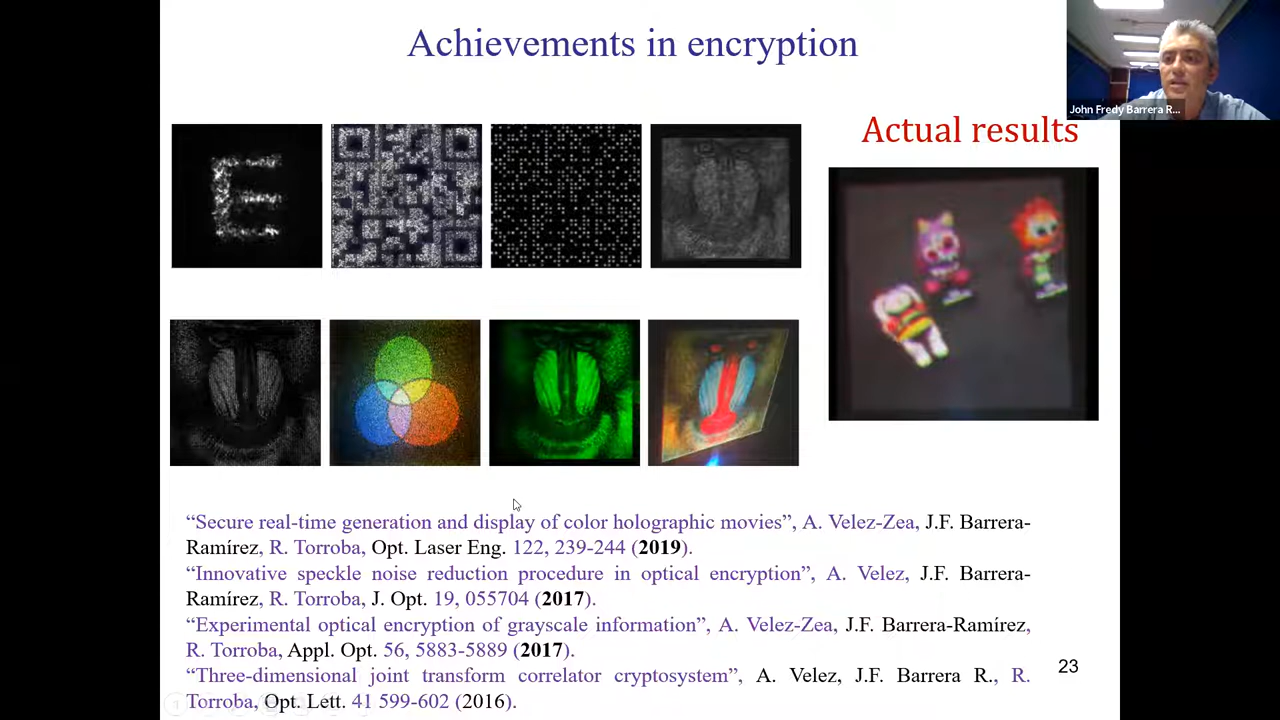 Achievements in encryption
John Fredy Barrera R...
Actual results
“Secure real-time generation and display of color holographic movies”, A. Velez-Zea, J.F. Barrera-
Ramírez, R. Torroba, Opt. Laser Eng. 122, 239-244 (2019).
“Innovative speckle noise reduction procedure in optical encryption”, A. Velez, J.F. Barrera-
Ramírez, R. Torroba, J. Opt. 19, 055704 (2017).
“Experimental optical encryption of grayscale information”, A. Velez-Zea, J.F. Barrera-Ramírez,
R. Torroba, Appl. Opt. 56, 5883-5889 (2017).
“Three-dimensional joint transform correlator cryptosystem”, A. Velez, J.F. Barrera R., R.
Torroba, Opt. Lett. 41 599-602 (2016).
23
E